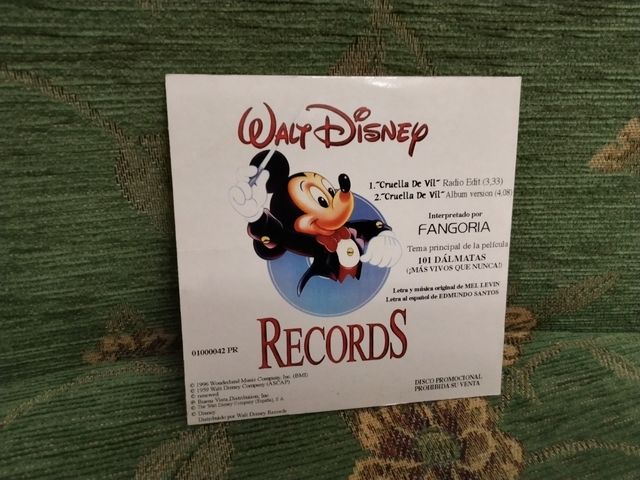 WALT DISNEY
1."Cruella De Vil" Radio Edit (3,33)
2."Cruella De Vil" Album version (4,08)
Interpretado por
FANGORIA
Tema principal de la película
101 DÁLMATAS
(¡MÁS VIVOS QUE NUNCA!)
Letra y música original de MEL LEVIN
Letra al español de EDMUNDO SANTOS
RECORDS
01000042 PR
© 1996 Wonderland Music Company, Inc. (BMI)
© 1959 Walt Disney Company (ASCAP)
© renewed
® Buena Vista Distribution, Inc.
© The Walt Disney Company (España), S.A.
© Disney
Distribuido por Walt Disney Records
DISCO PROMOCIONAL
PROHIBIDA SU VENTA